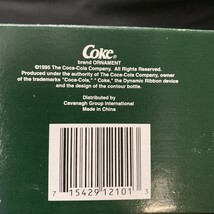 Coke®
brand ORNAMENT
©1995 The Coca-Cola Company. All Rights Reserved.
Produced under the authority of The Coca-Cola Company, owner
of the trademarks "Coca-Cola," "Coke," the Dynamic Ribbon device
and the design of the contour bottle.
Distributed by
Cavanagh Group International
Made in China
7 15429 12101 3